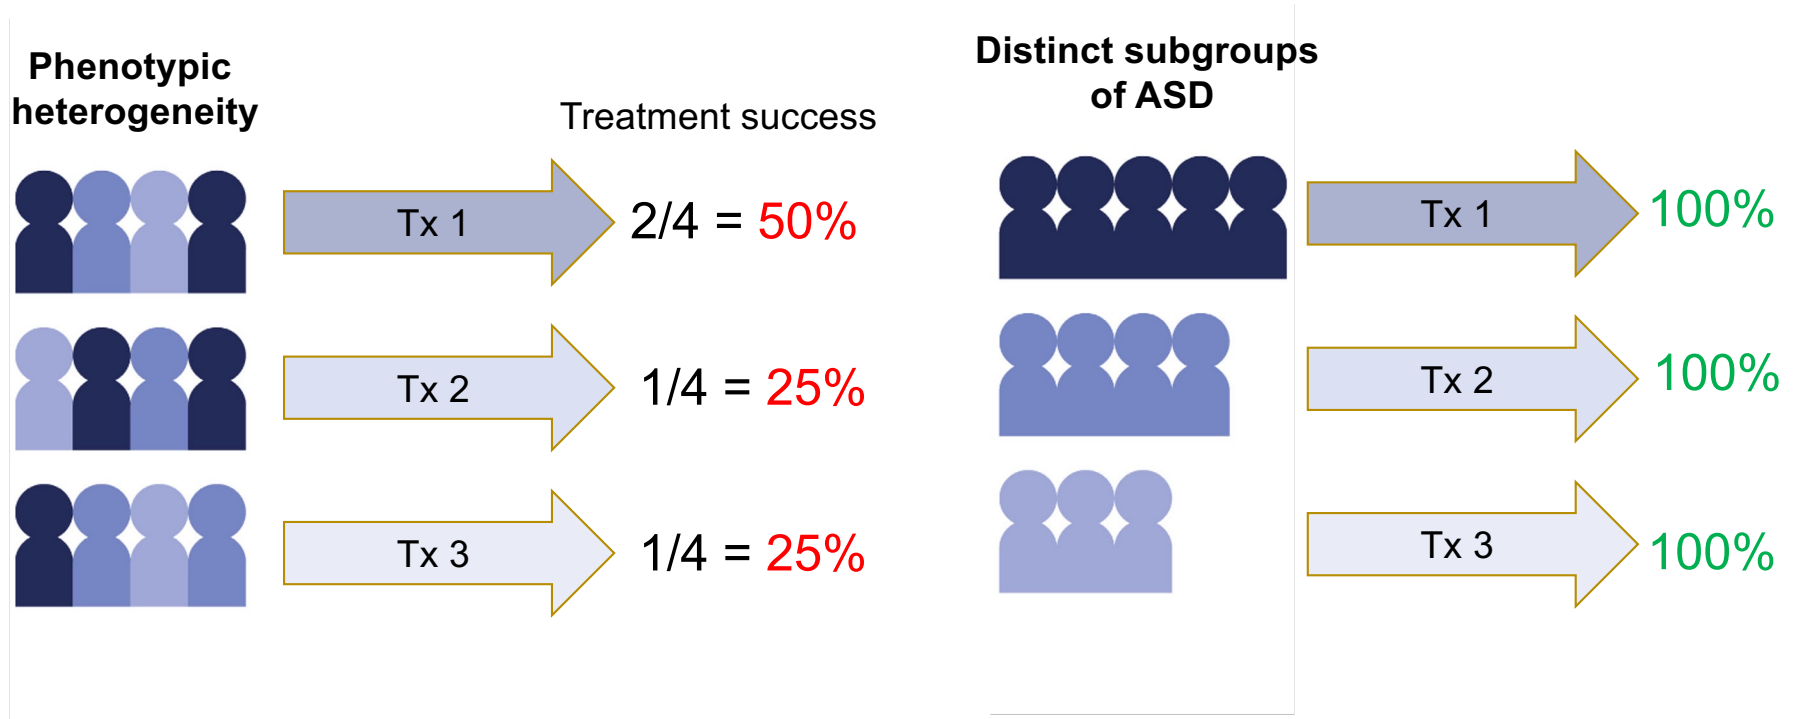 Phenotypic
heterogeneity
Treatment success
Tx 1
2/4 = 50%
Tx 2
1/4 = 25%
Tx 3
1/4 = 25%
Distinct subgroups
of ASD
Tx 1
100%
Tx 2
100%
Tx 3
100%